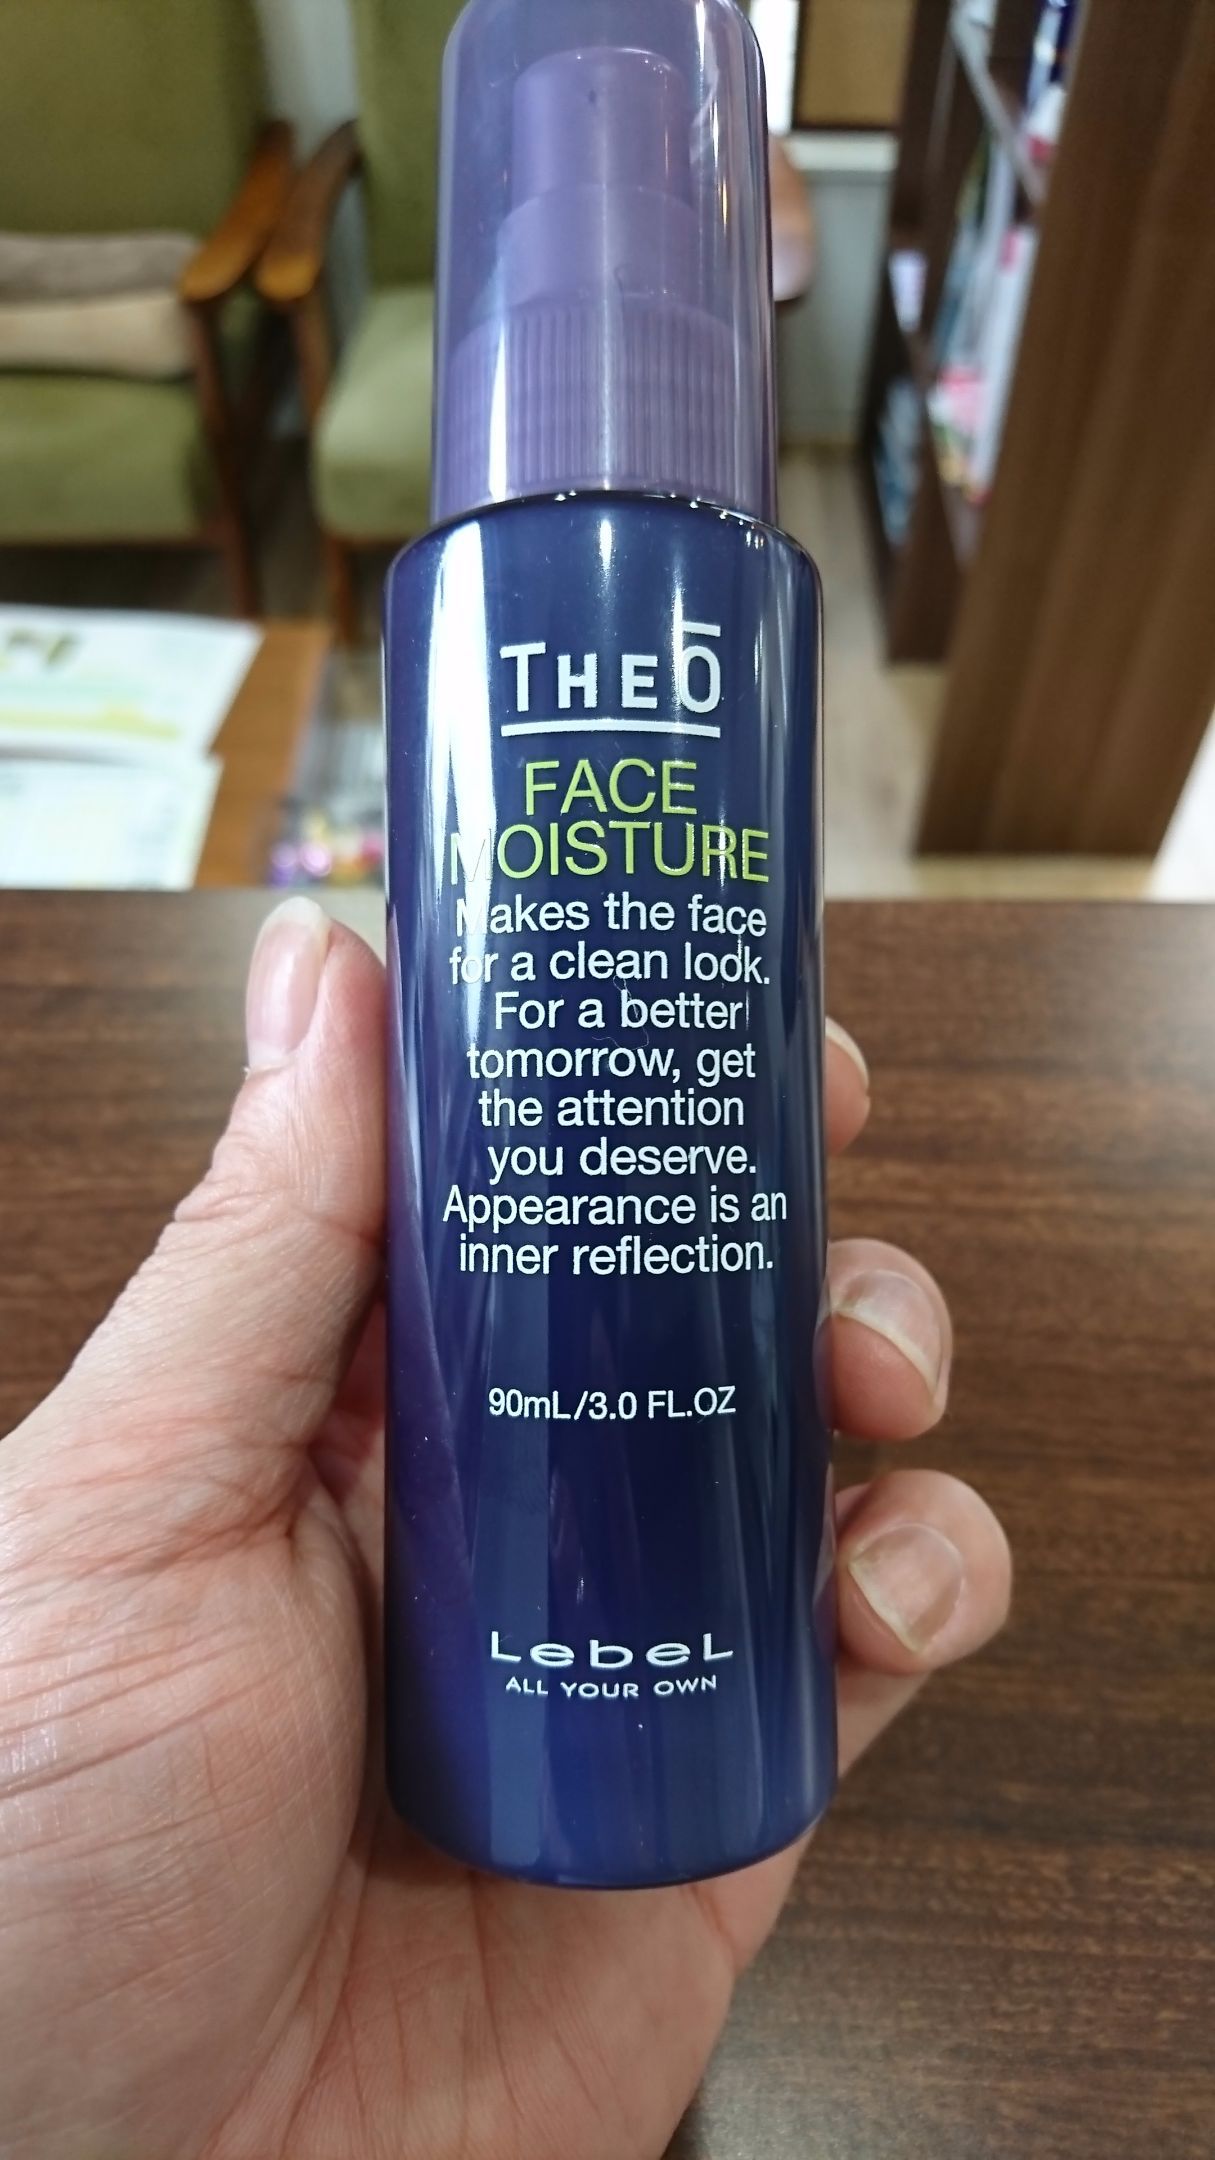 THEŌ
FACE
MOISTURE
Makes the face
for a clean look.
For a better
tomorrow, get
the attention
you deserve.
Appearance is an
inner reflection.
90mL/3.0 FL.OZ
LebeL
ALL YOUR OWN